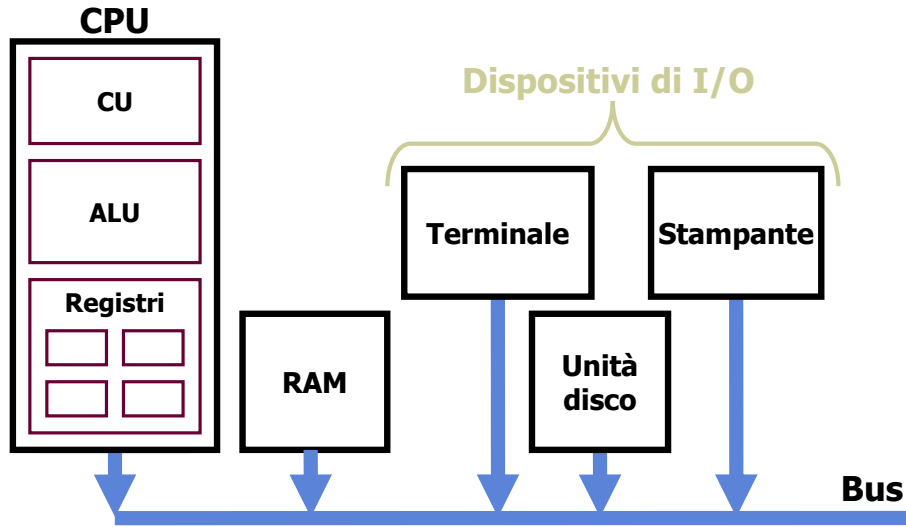 CPU
CU
ALU
Registri
RAM
Dispositivi di I/O
Terminale
Stampante
Unità
disco
Bus